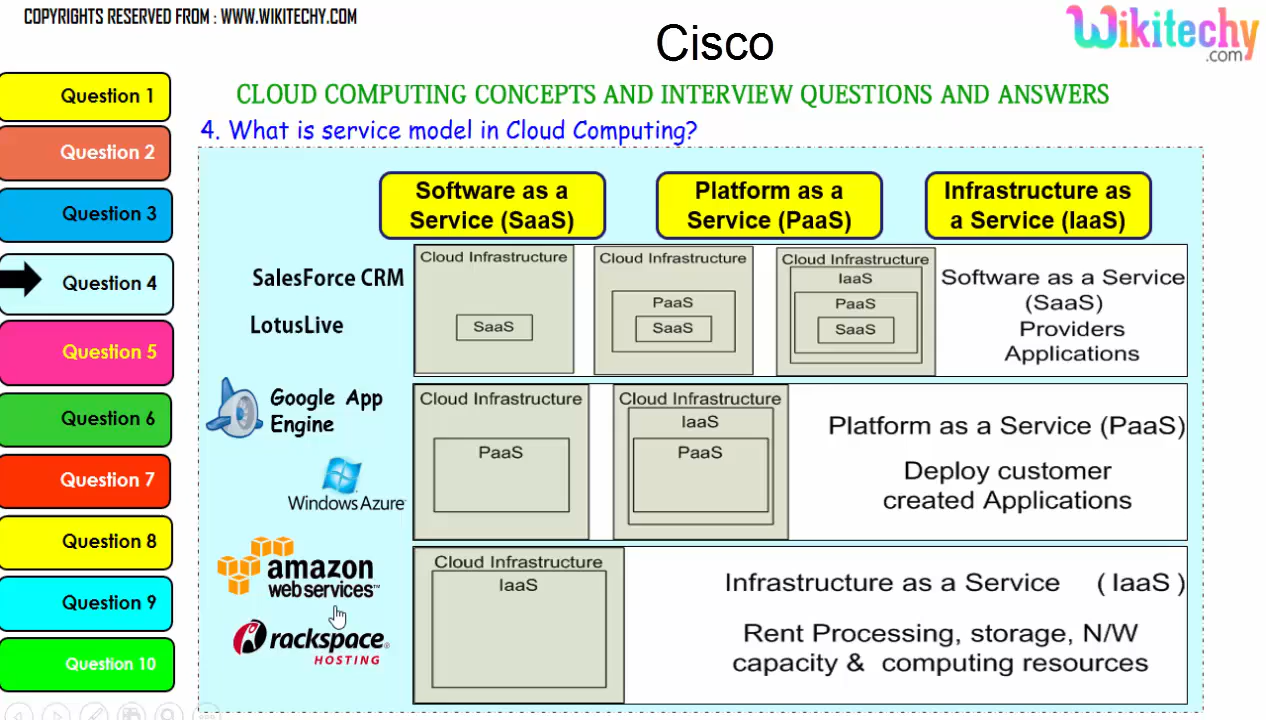 COPYRIGHTS RESERVED FROM : WWW.WIKITECHY.COM
Cisco
Wikitechy
.com
CLOUD COMPUTING CONCEPTS AND INTERVIEW QUESTIONS AND ANSWERS
4. What is service model in Cloud Computing?
Question 1
Question 2
Question 3
Question 4
Question 5
Question 6
Question 7
Question 8
Question 9
Question 10
Software as a
Service (SaaS)
Platform as a
Service (PaaS)
Infrastructure as
a Service (IaaS)
SalesForce CRM
LotusLive
Cloud Infrastructure
SaaS
Cloud Infrastructure
PaaS
SaaS
Cloud Infrastructure
IaaS
PaaS
SaaS
Software as a Service
(SaaS)
Providers
Applications
Google App
Engine
Windows Azure
Cloud Infrastructure
PaaS
Cloud Infrastructure
IaaS
PaaS
Platform as a Service (PaaS)
Deploy customer
created Applications
amazon
webservices™
rackspace®
HOSTING
Cloud Infrastructure
IaaS
Infrastructure as a Service ( IaaS )
Rent Processing, storage, N/W
capacity & computing resources